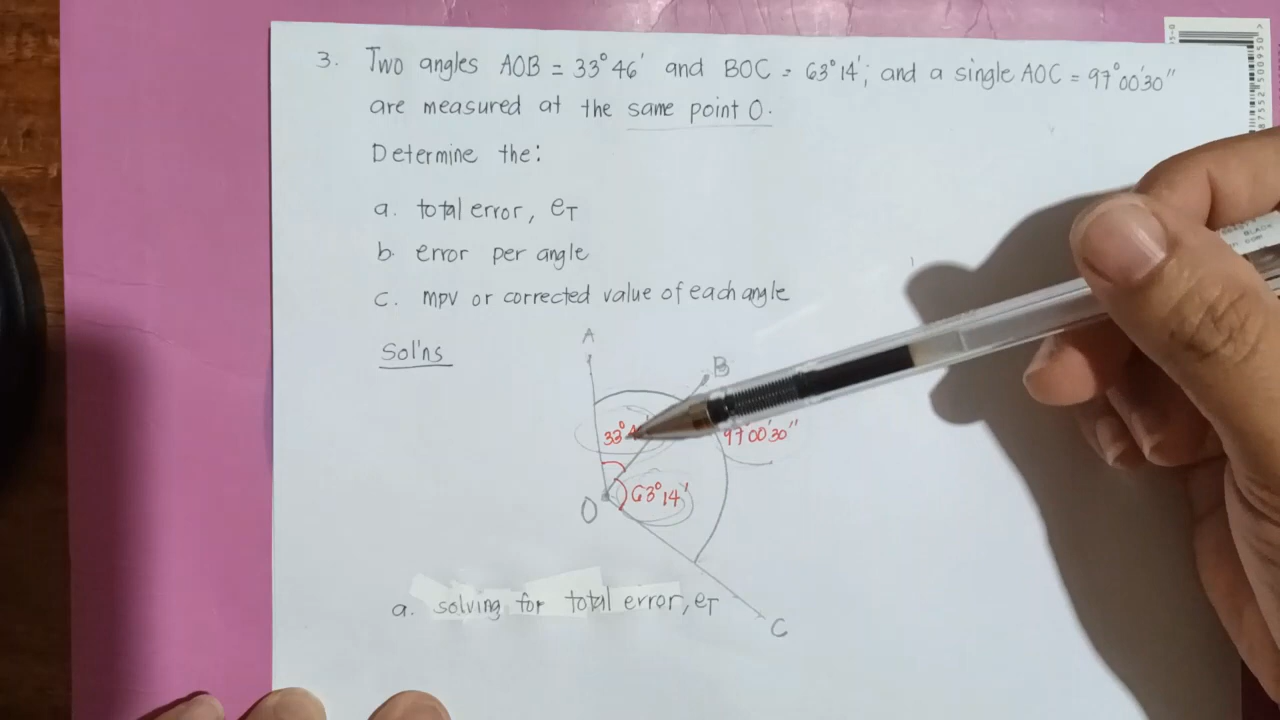 3. Two angles AOB = 33°46' and BOC = 63°14'; and a single AOC = 97°00'30"
are measured at the same point O.
Determine the:
a. total error, eT
b. error per angle
c. mpv or corrected value of each angle
Sol'ns
A
B
33°4
97°00'30"
63°14'
O
a. solving for total error, eT
C